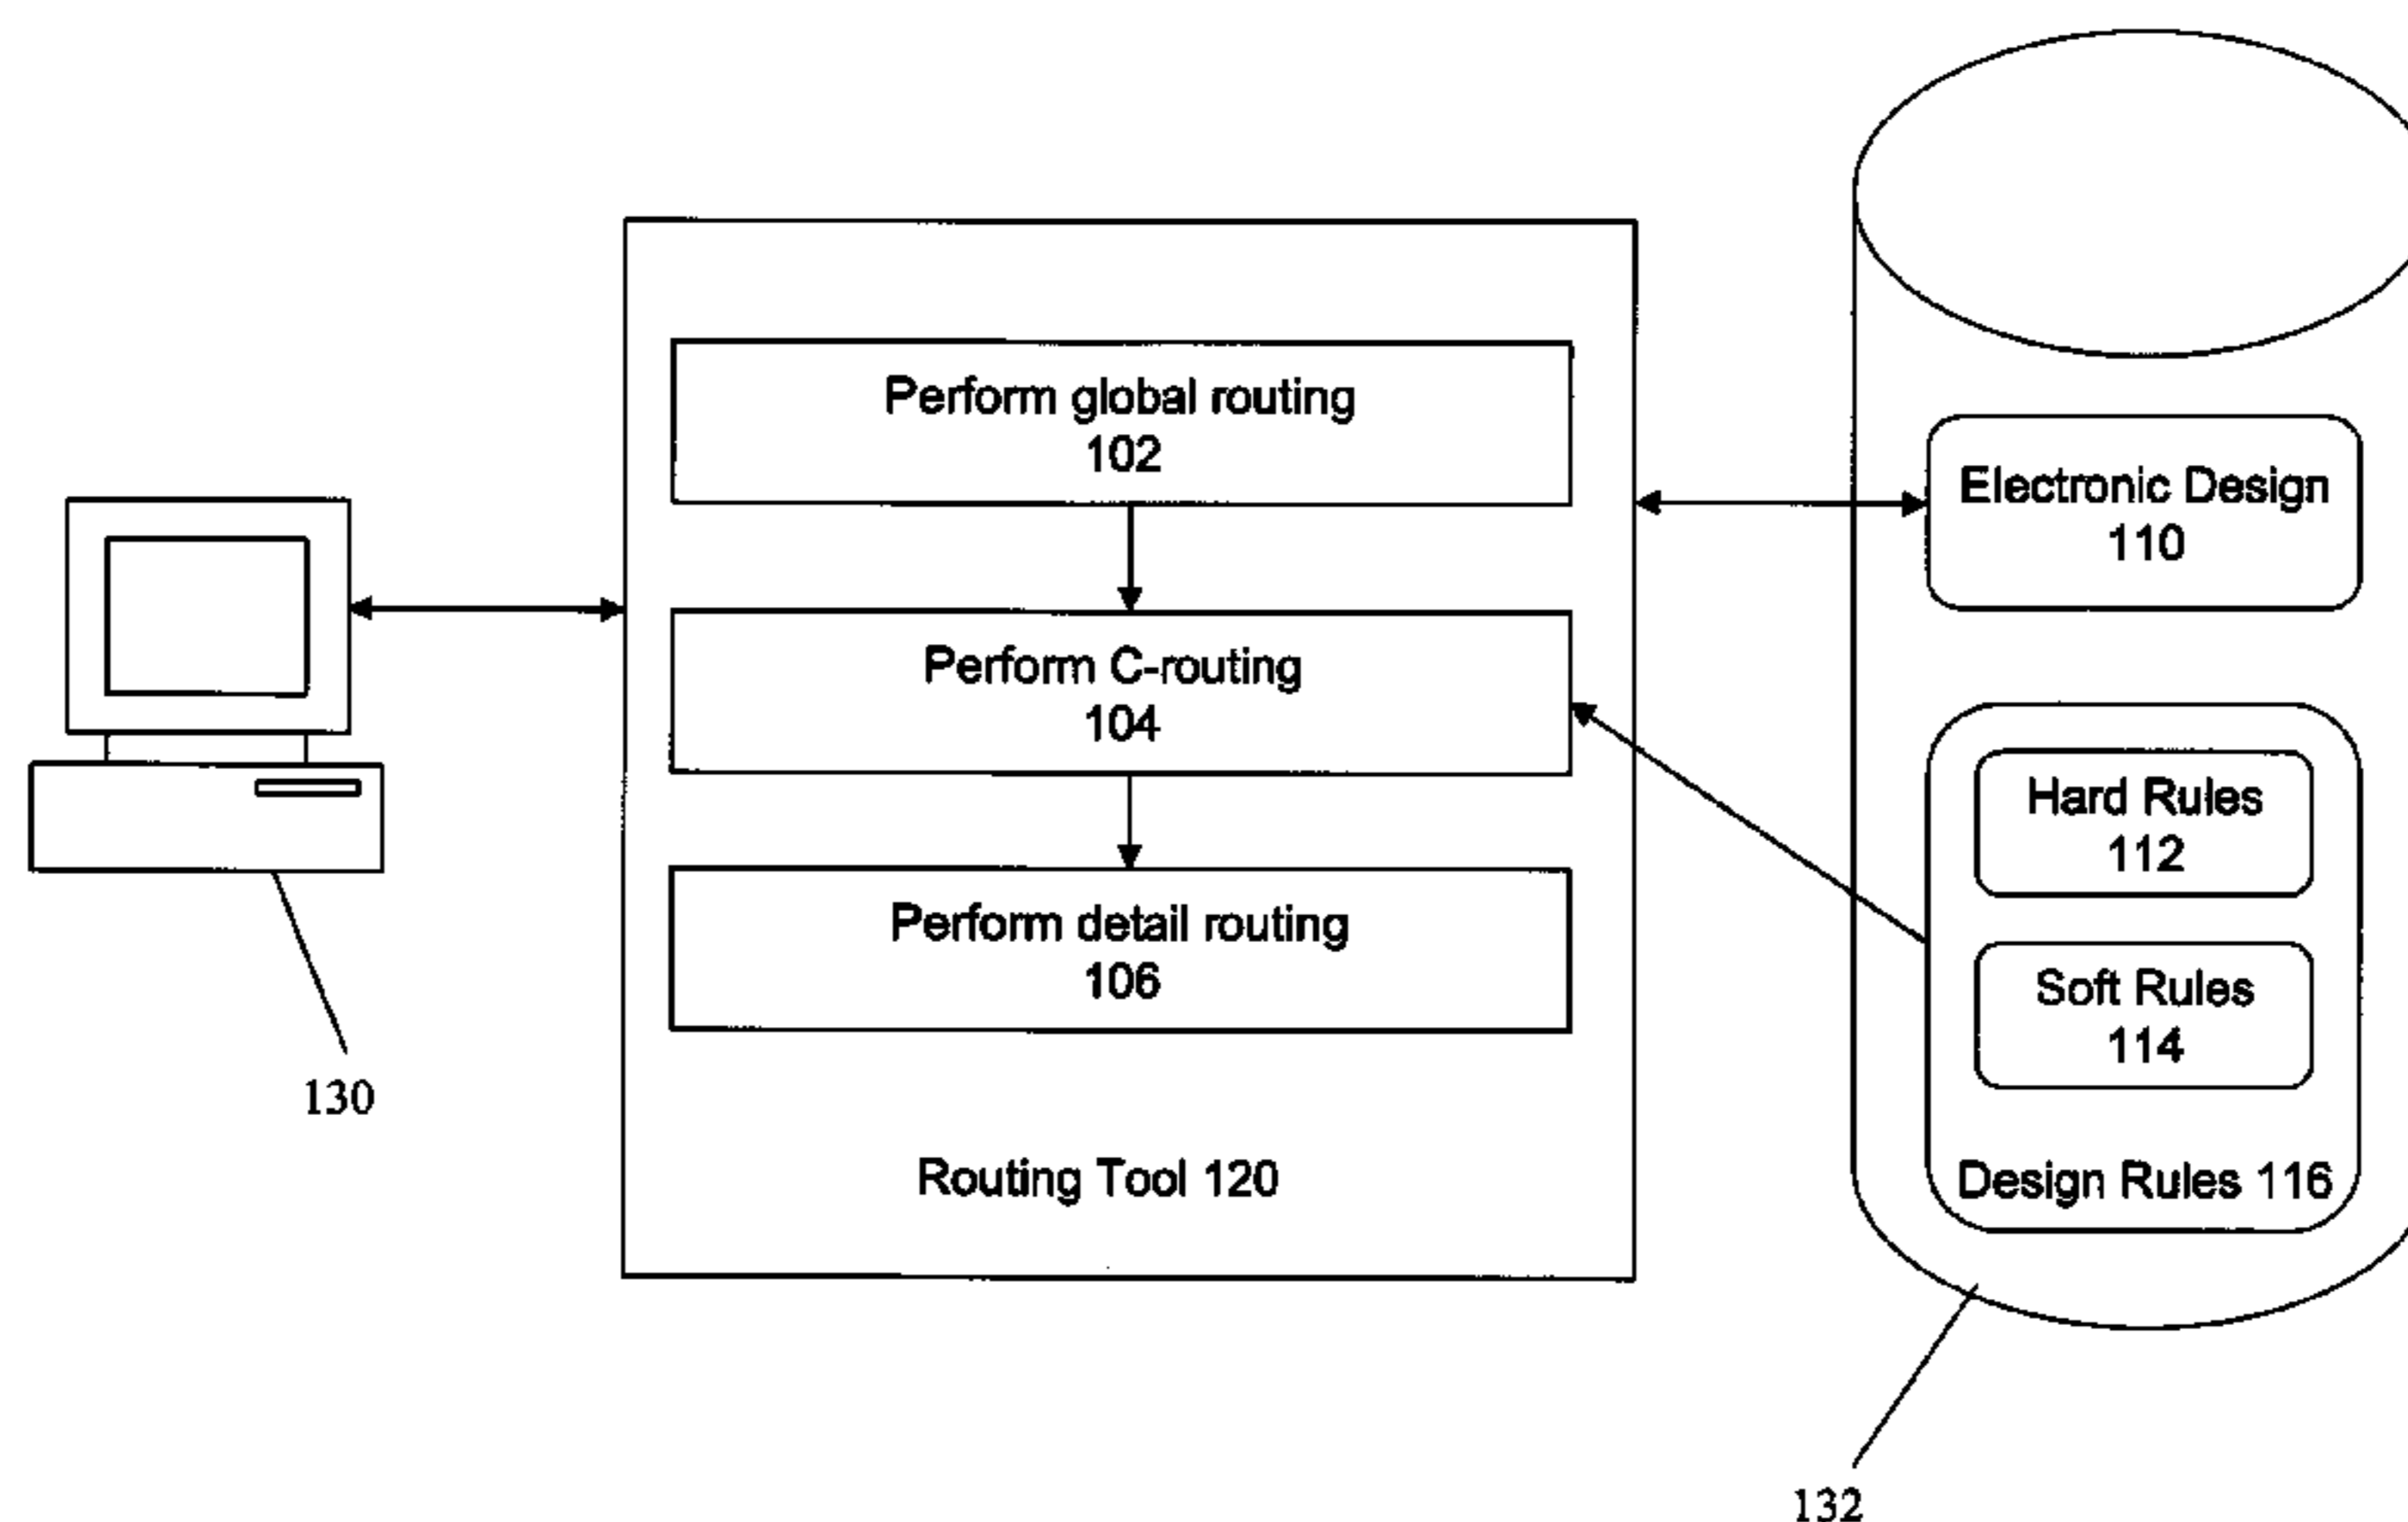 Perform global routing
102
Perform C-routing
104
Perform detail routing
106
Routing Tool 120
Electronic Design
110
Hard Rules
112
Soft Rules
114
Design Rules 116
130
132